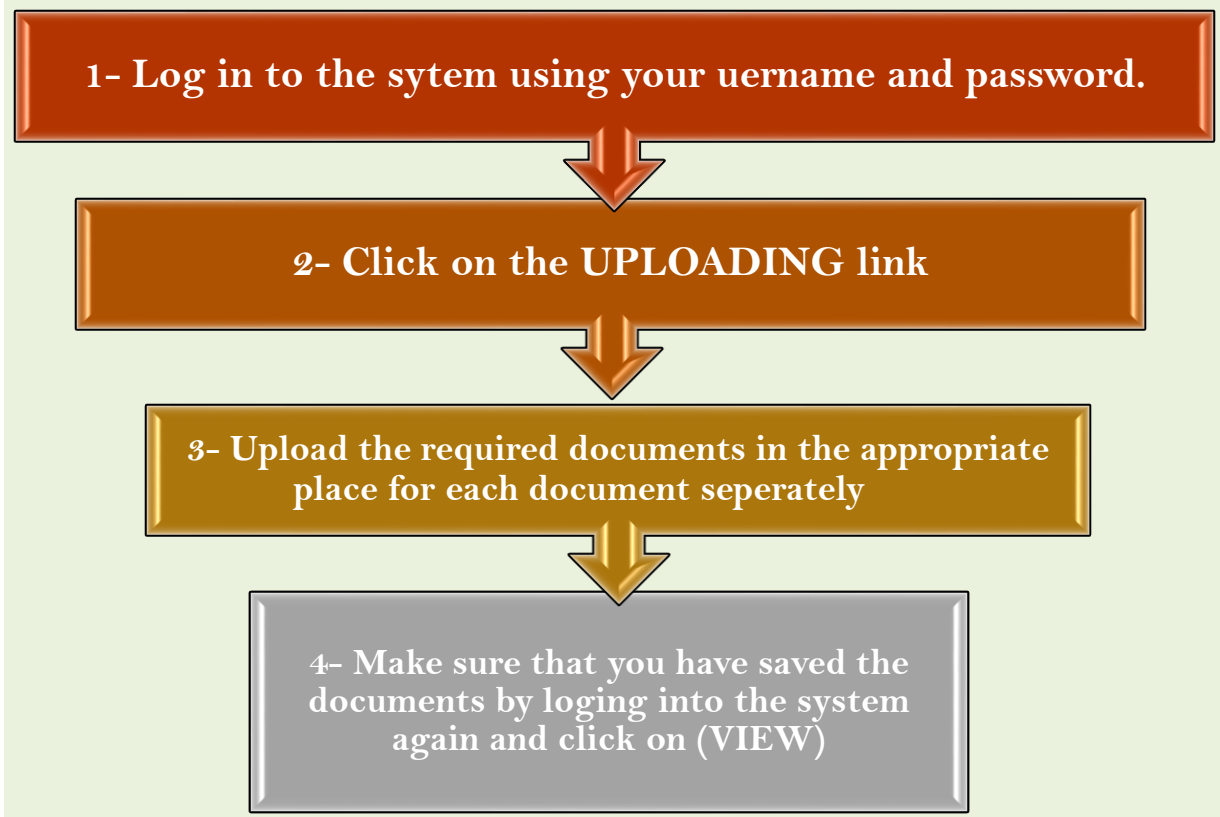 1- Log in to the sytem using your uername and password.
2- Click on the UPLOADING link
3- Upload the required documents in the appropriate
place for each document seperately
4- Make sure that you have saved the
documents by loging into the system
again and click on (VIEW)